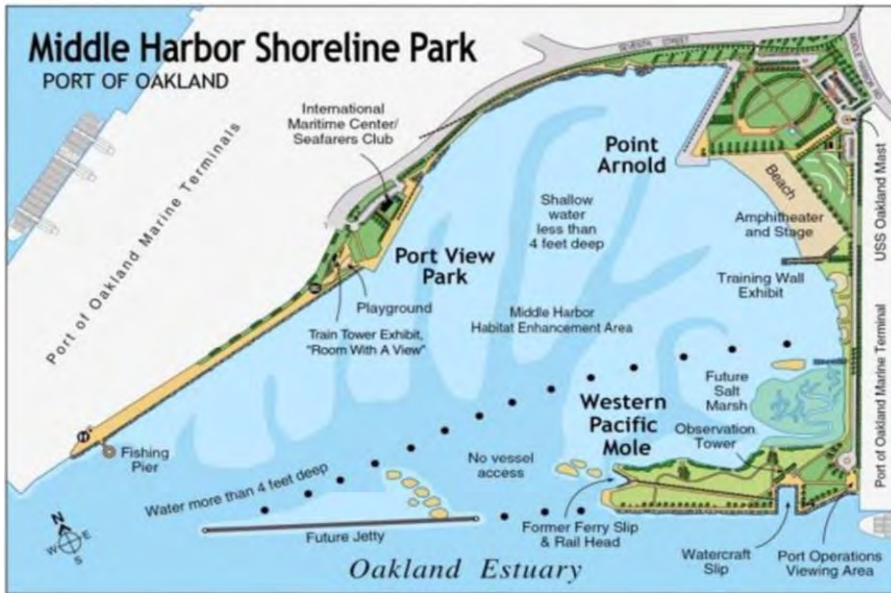 Middle Harbor Shoreline Park
PORT OF OAKLAND
SEVENTH STREET
International
Maritime Center/
Seafarers Club
Port of Oakland Marine Terminals
Point
Arnold
Beach
USS Oakland Mast
Shallow
water
less than
4 feet deep
Amphitheater
and Stage
Port View
Park
Training Wall
Exhibit
Playground
Middle Harbor
Habitat Enhancement Area
Train Tower Exhibit,
"Room With A View"
Port of Oakland Marine Terminal
Future
Salt
Marsh
Western
Pacific
Mole
Observation
Tower
Fishing
Pier
No vessel
access
Water more than 4 feet deep
N
W
E
S
Future Jetty
Former Ferry Slip
& Rail Head
Watercraft
Slip
Port Operations
Viewing Area
Oakland Estuary